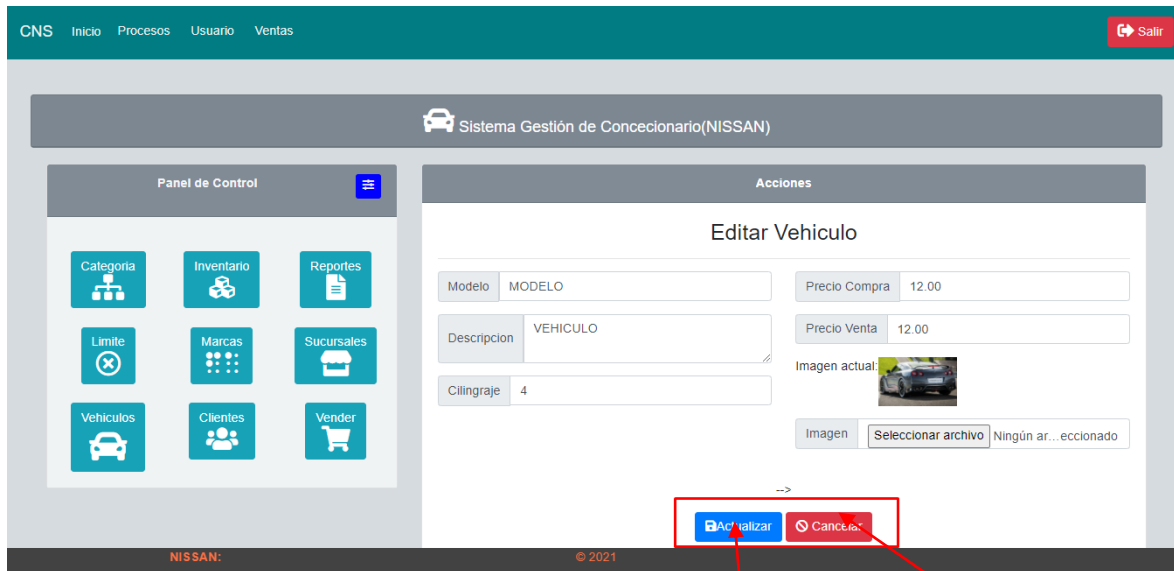 CNS Inicio Procesos Usuario Ventas Salir
Sistema Gestión de Concecionario(NISSAN)
Panel de Control
Categoria Inventario Reportes
Limite Marcas Sucursales
Vehiculos Clientes Vender
Acciones
Editar Vehiculo
Modelo MODELO
Descripcion VEHICULO
Cilingraje 4
Precio Compra 12.00
Precio Venta 12.00
Imagen actual:
Imagen Seleccionar archivo Ningún ar...eccionado
-->
Actualizar Cancelar
NISSAN: © 2021